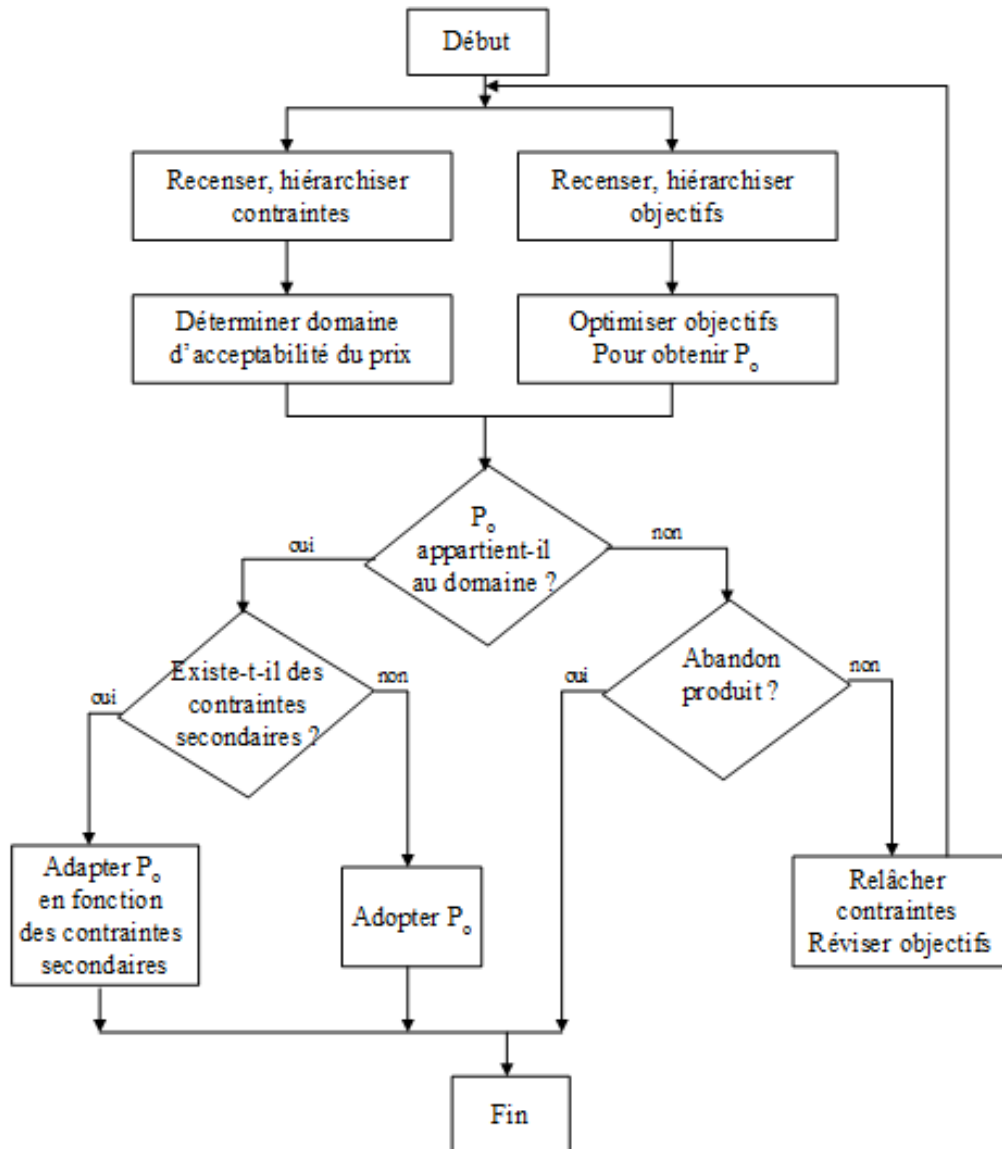 Début
Recenser, hiérarchiser
contraintes
Recenser, hiérarchiser
objectifs
Déterminer domaine
d’acceptabilité du prix
Optimiser objectifs
Pour obtenir Pₒ
Pₒ
appartient-il
au domaine ?
oui
non
Existe-t-il des
contraintes
secondaires ?
oui
non
Abandon
produit ?
oui
non
Adapter Pₒ
en fonction
des contraintes
secondaires
Adopter Pₒ
Relâcher
contraintes
Réviser objectifs
Fin